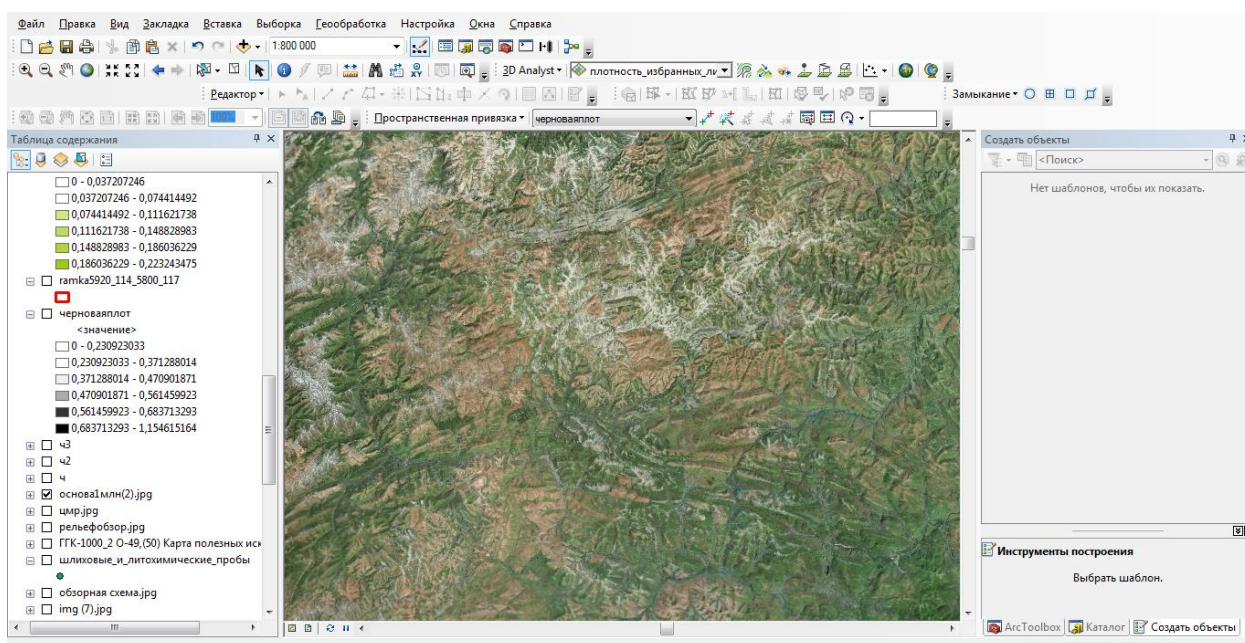 Файл Правка Вид Закладка Вставка Выборка Геообработка Настройка Окна Справка
1:800 000
3D Analyst плотность_избранных_ли
Редактор Замыкание
100% Пространственная привязка черноваяплот
Таблица содержания
0 - 0,037207246
0,037207246 - 0,074414492
0,074414492 - 0,111621738
0,111621738 - 0,148828983
0,148828983 - 0,186036229
0,186036229 - 0,223243475
ramka5920_114_5800_117
черноваяплот
<значение>
0 - 0,230923033
0,230923033 - 0,371288014
0,371288014 - 0,470901871
0,470901871 - 0,561459923
0,561459923 - 0,683713293
0,683713293 - 1,154615164
ч3
ч2
ч
основа1млн(2).jpg
цмр.jpg
рельефобзор.jpg
ГГК-1000_2 О-49,(50) Карта полезных иск
шлиховые_и_литохимические_пробы
обзорная схема.jpg
img (7).jpg
Создать объекты
<Поиск>
Нет шаблонов, чтобы их показать.
Инструменты построения
Выбрать шаблон.
ArcToolbox Каталог Создать объекты